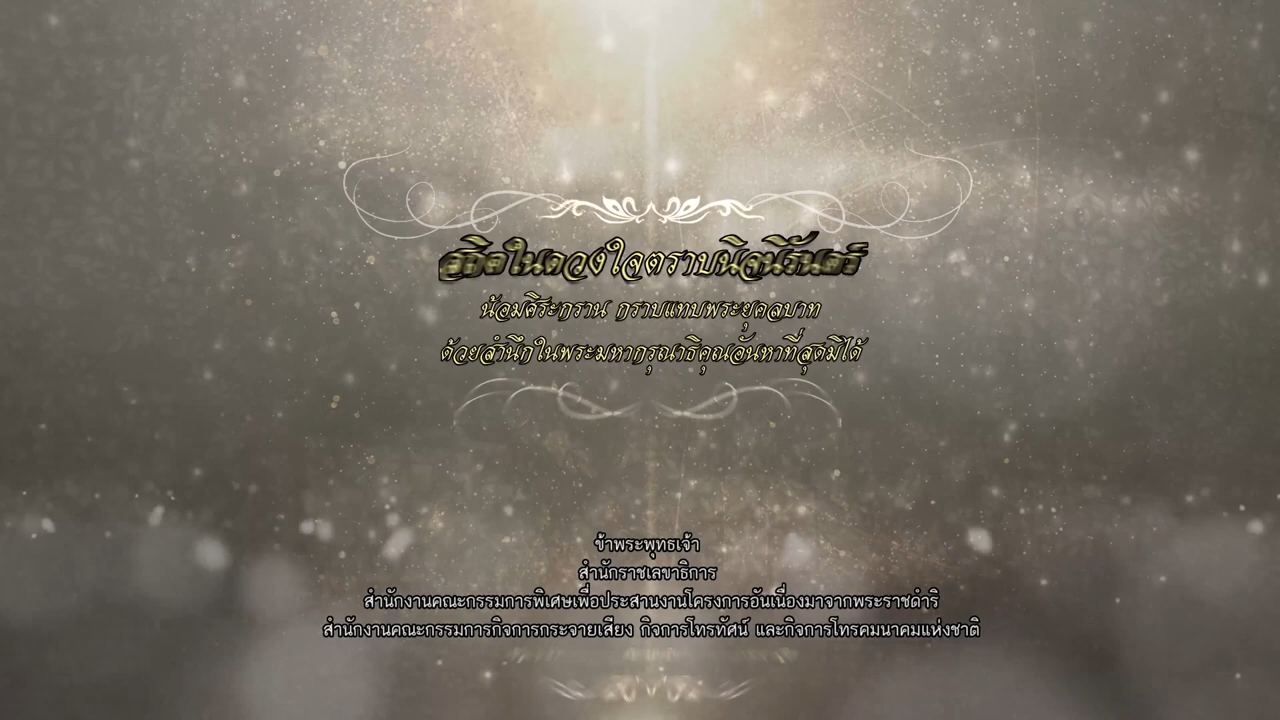 สถิตในดวงใจตราบนิจนิรันดร์
น้อมศิระกราน กราบแทบพระยุคลบาท
ด้วยสำนึกในพระมหากรุณาธิคุณอันหาที่สุดมิได้
ข้าพระพุทธเจ้า
สำนักราชเลขาธิการ
สำนักงานคณะกรรมการพิเศษเพื่อประสานงานโครงการอันเนื่องมาจากพระราชดำริ
สำนักงานคณะกรรมการกิจการกระจายเสียง กิจการโทรทัศน์ และกิจการโทรคมนาคมแห่งชาติ